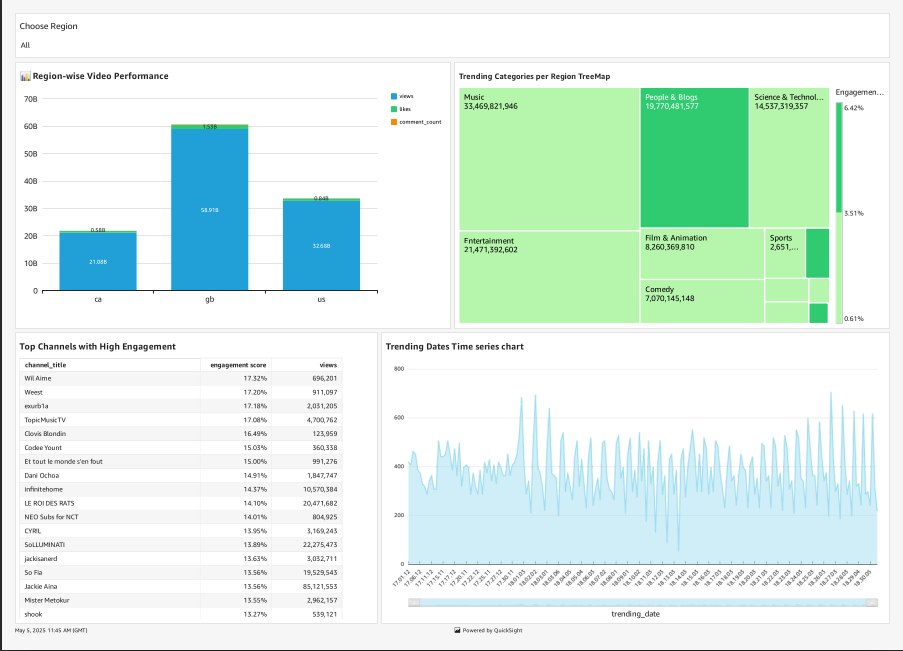 Choose Region
All
Region-wise Video Performance
70B
60B
50B
40B
30B
20B
10B
0
1.53B
58.91B
0.84B
32.68B
0.58B
21.08B
ca
gb
us
views
likes
comment_count
Trending Categories per Region TreeMap
Music
33,469,821,946
People & Blogs
19,770,481,577
Science & Technol...
14,537,319,357
Entertainment
21,471,392,602
Film & Animation
8,260,369,810
Sports
2,651,...
Comedy
7,070,145,148
Engagemen...
6.42%
3.51%
0.61%
Top Channels with High Engagement
channel_title engagement score views
Wil Aime 17.32% 696,201
Weest 17.20% 911,097
exurb1a 17.18% 2,031,205
TopicMusicTV 17.08% 4,700,762
Clovis Blondin 16.49% 123,959
Codee Yount 15.03% 360,338
Et tout le monde s'en fout 15.00% 991,276
Dani Ochoa 14.91% 1,847,747
infinitehome 14.37% 10,570,384
LE ROI DES RATS 14.10% 20,471,682
NEO Subs for NCT 14.01% 804,925
CYRIL 13.95% 3,169,243
SoLLUMINATI 13.89% 22,275,473
jackisanerd 13.63% 3,032,711
So Fia 13.56% 19,529,543
Jackie Aina 13.56% 85,121,553
Mister Metokur 13.55% 2,962,157
shook 13.27% 539,121
Trending Dates Time series chart
800
600
400
200
0
trending_date
May 5, 2025 11:45 AM (GMT)
Powered by QuickSight